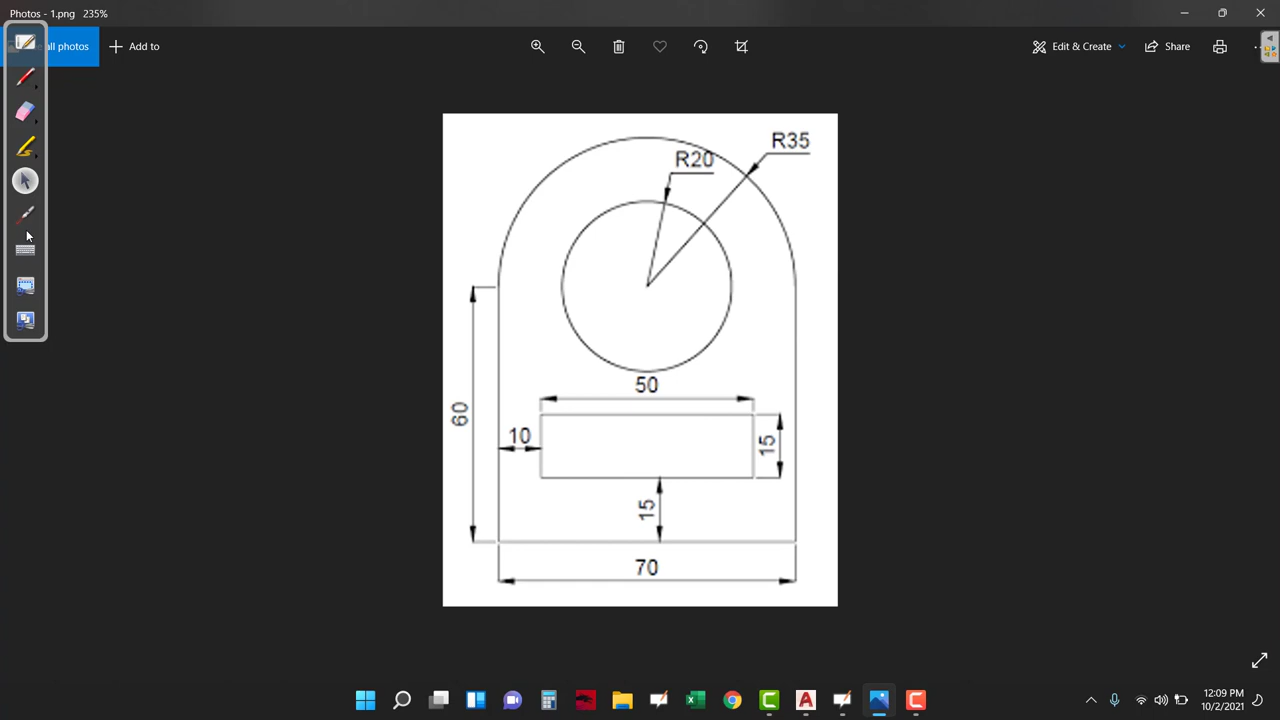 Photos - 1.png 235%
all photos
Add to
Edit & Create
Share
R35
R20
50
60
10
15
15
70
12:09 PM
10/2/2021